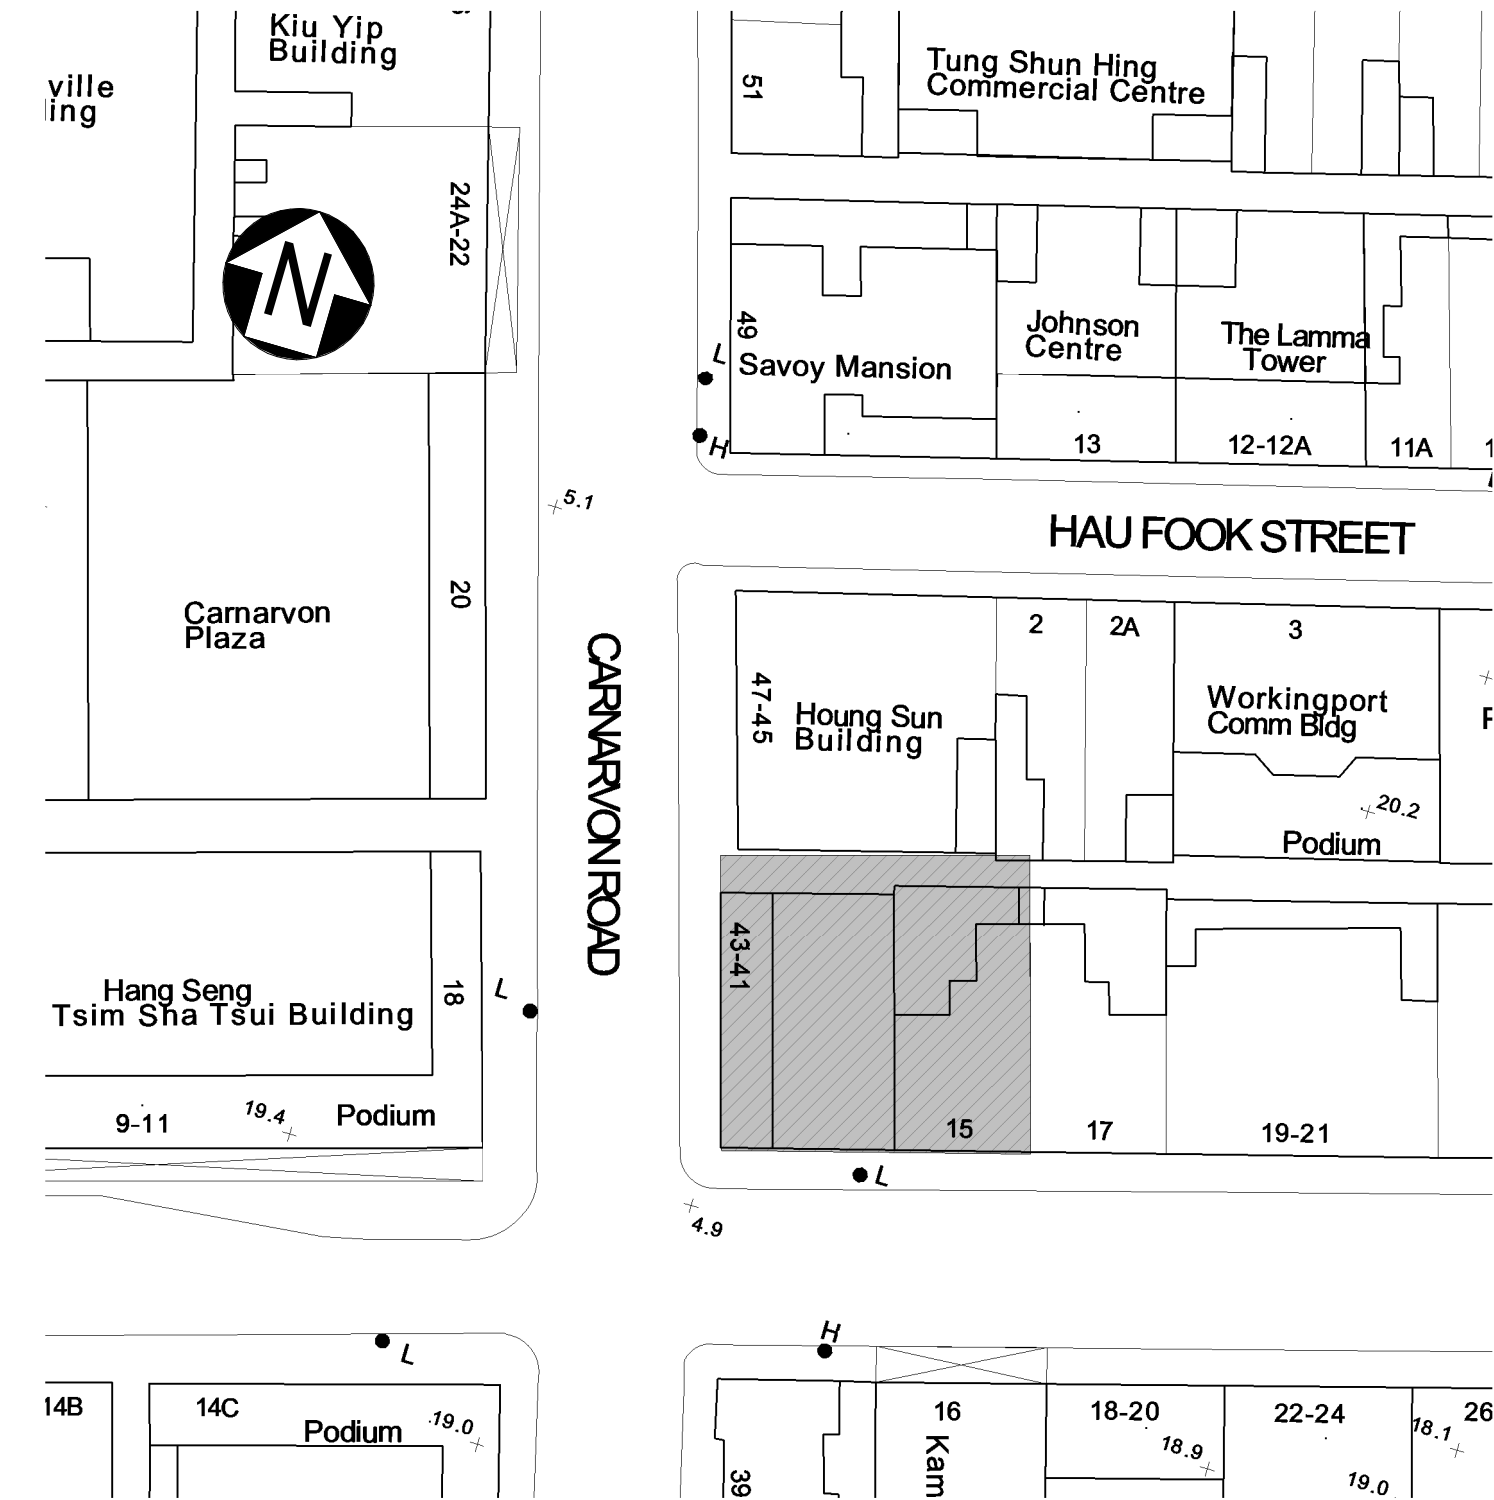 Kiu Yip
Building
ville
ing
51
Tung Shun Hing
Commercial Centre
24A-22
N
49
L
Savoy Mansion
Johnson
Centre
The Lamma
Tower
H
13
12-12A
11A
5.1
HAU FOOK STREET
20
Carnarvon
Plaza
CARNARVON ROAD
2
2A
3
47-45
Houng Sun
Building
Workingport
Comm Bldg
20.2
Podium
43-41
Hang Seng
Tsim Sha Tsui Building
18
L
9-11
19.4
Podium
15
17
19-21
L
4.9
L
H
14B
14C
Podium
19.0
16
18-20
22-24
26
18.1
18.9
19.0
39
Kam